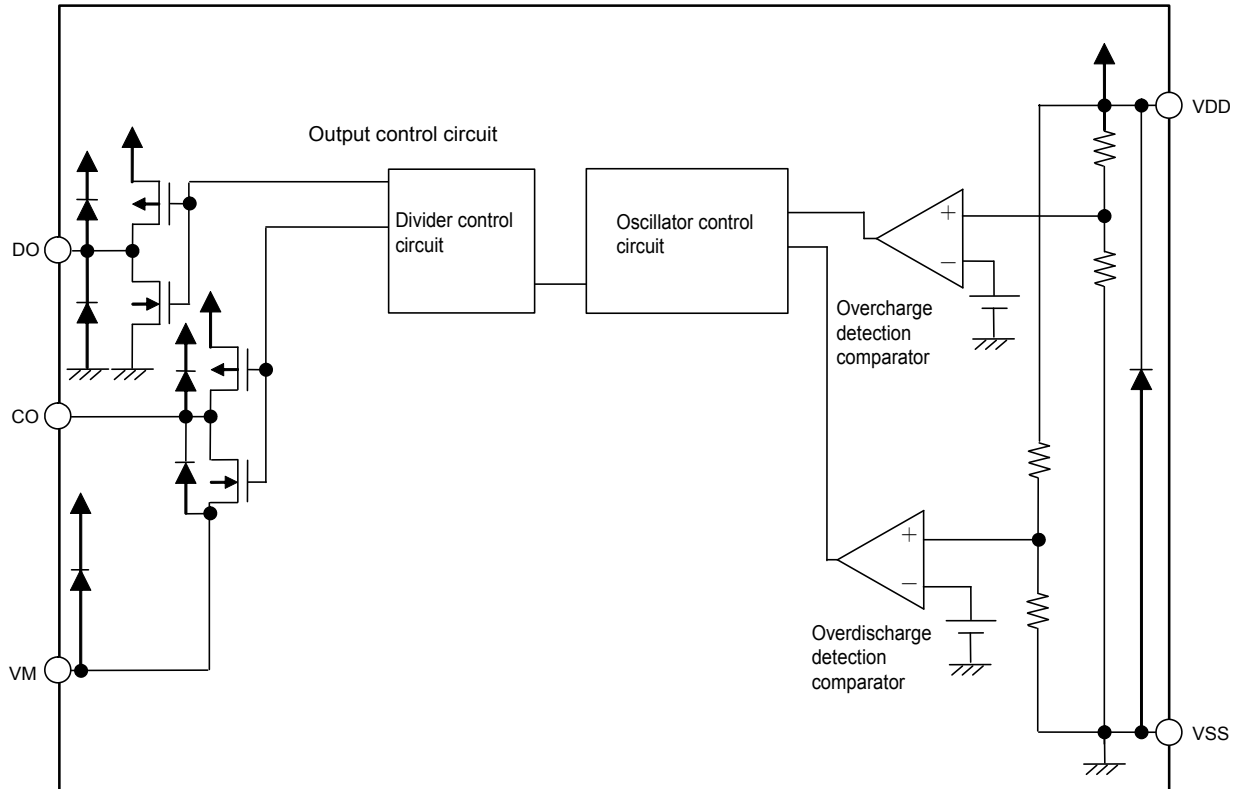 VDD
Output control circuit
Divider control
circuit
Oscillator control
circuit
+
−
DO
Overcharge
detection
comparator
CO
+
−
Overdischarge
detection
comparator
VM
VSS